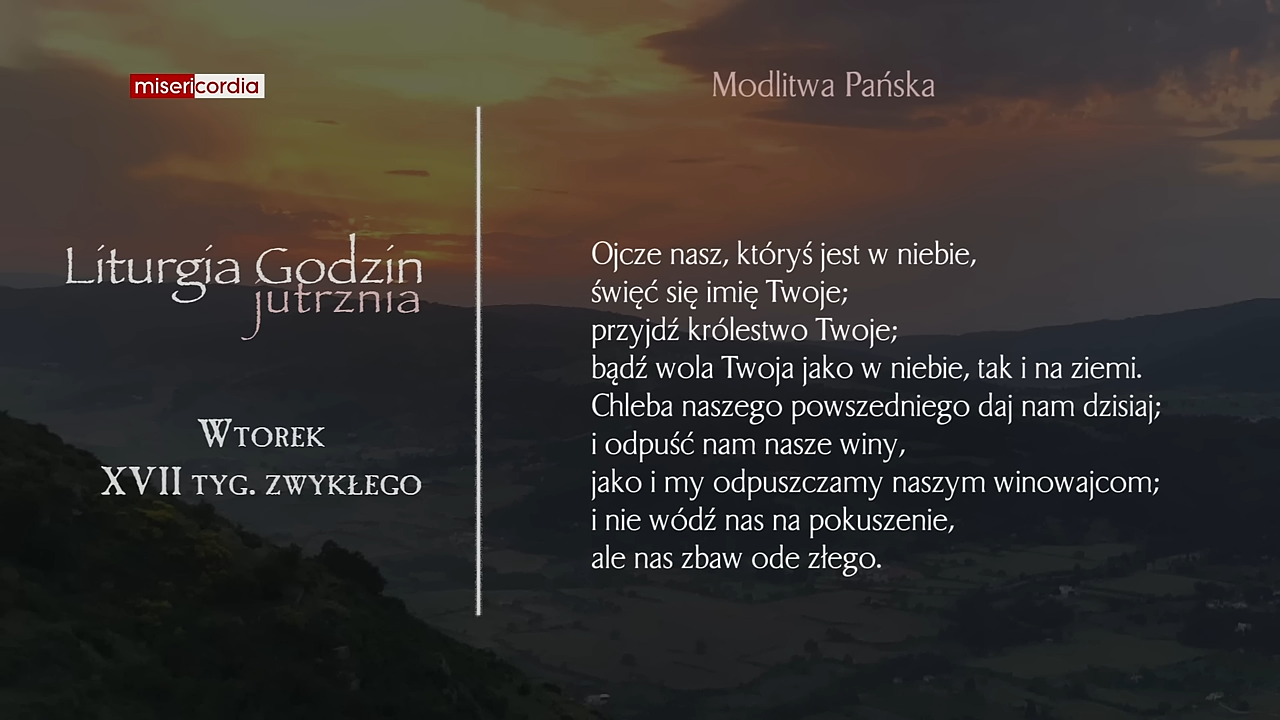 misericordia
Liturgia Godzin
jutrznia
Wtorek
XVII tyg. zwykłego
Modlitwa Pańska
Ojcze nasz, któryś jest w niebie,
święć się imię Twoje;
przyjdź królestwo Twoje;
bądź wola Twoja jako w niebie, tak i na ziemi.
Chleba naszego powszedniego daj nam dzisiaj;
i odpuść nam nasze winy,
jako i my odpuszczamy naszym winowajcom;
i nie wódź nas na pokuszenie,
ale nas zbaw ode złego.